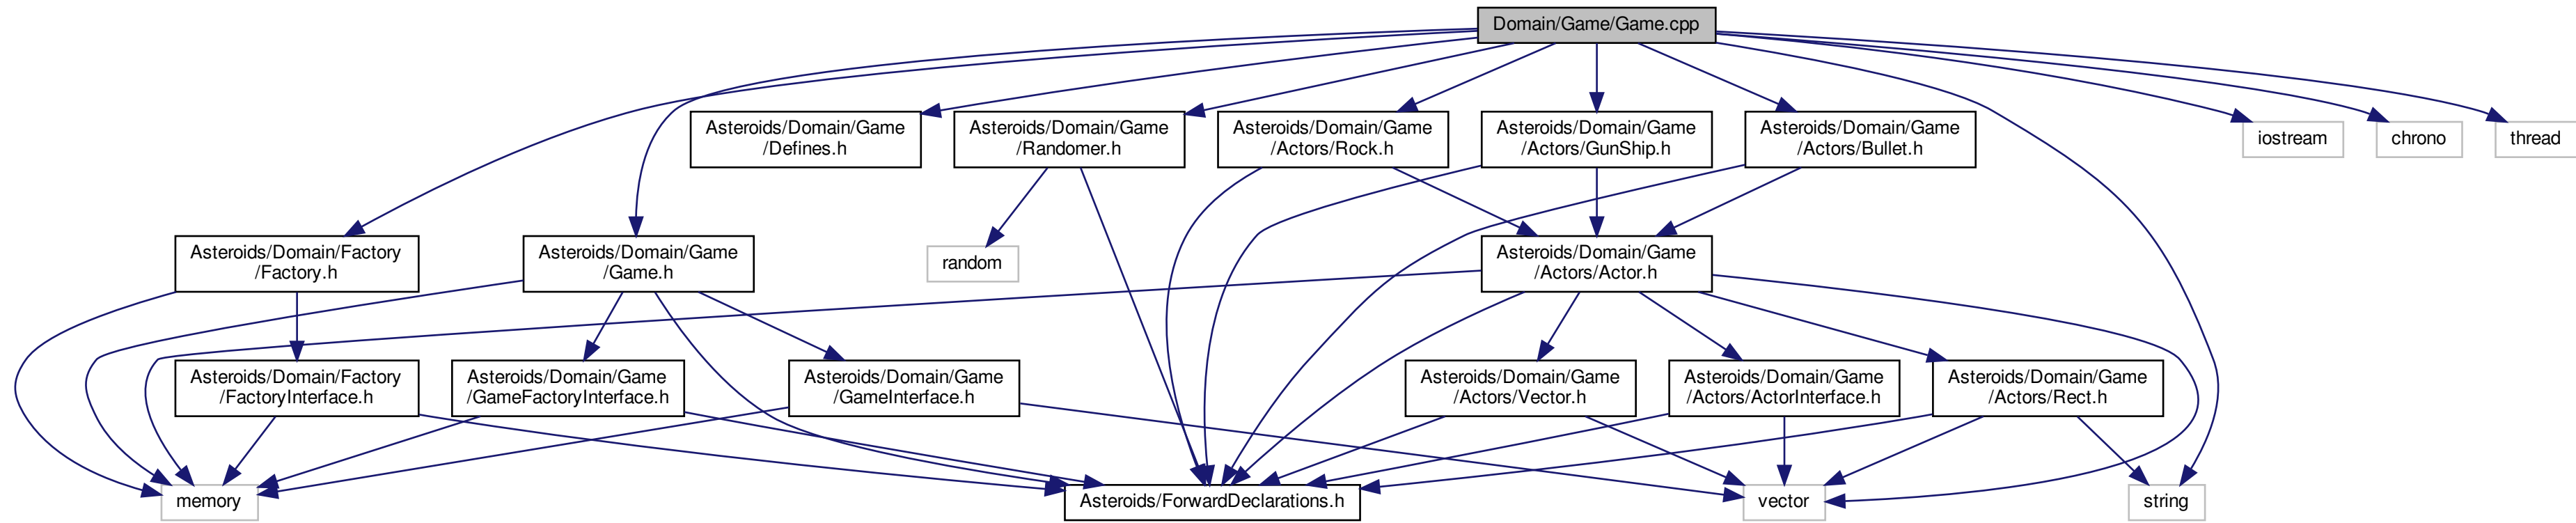 Domain/Game/Game.cpp
Asteroids/Domain/Game
/Defines.h
Asteroids/Domain/Game
/Randomer.h
Asteroids/Domain/Game
/Actors/Rock.h
Asteroids/Domain/Game
/Actors/GunShip.h
Asteroids/Domain/Game
/Actors/Bullet.h
iostream
chrono
thread
Asteroids/Domain/Factory
/Factory.h
Asteroids/Domain/Game
/Game.h
random
Asteroids/Domain/Game
/Actors/Actor.h
Asteroids/Domain/Factory
/FactoryInterface.h
Asteroids/Domain/Game
/GameFactoryInterface.h
Asteroids/Domain/Game
/GameInterface.h
Asteroids/Domain/Game
/Actors/Vector.h
Asteroids/Domain/Game
/Actors/ActorInterface.h
Asteroids/Domain/Game
/Actors/Rect.h
memory
Asteroids/ForwardDeclarations.h
vector
string